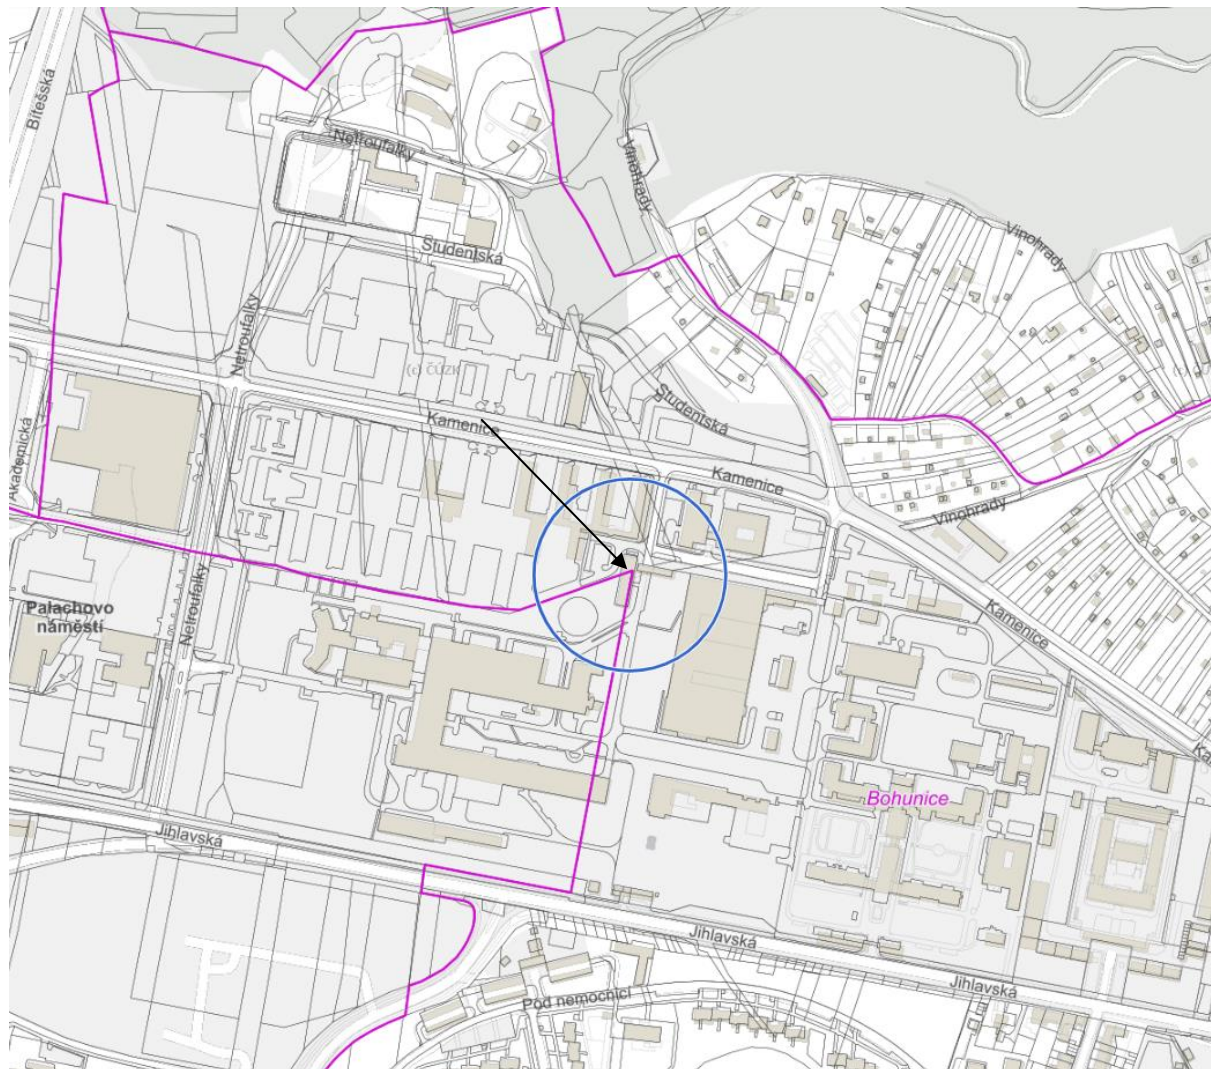 Bítešská
Netroufalky
Vinohrady
Vinohrady
Studentská
Netroufalky
(c) ČÚZK
Studentská
Kamenice
Akademická
Kamenice
Vinohrady
Netroufalky
Palachovo
náměstí
Kamenice
Bohunice
Jihlavská
Jihlavská
Jihlavská
Pod nemocnicí